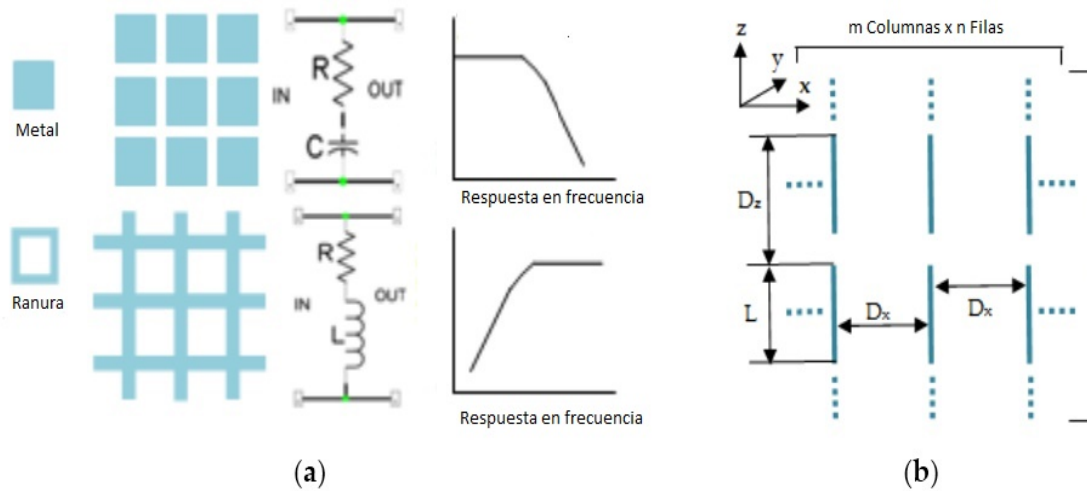 Metal
R
IN
OUT
C
Respuesta en frecuencia
Ranura
R
IN
OUT
L
Respuesta en frecuencia
(a)
m Columnas x n Filas
z
y
x
Dz
L
Dx
Dx
(b)